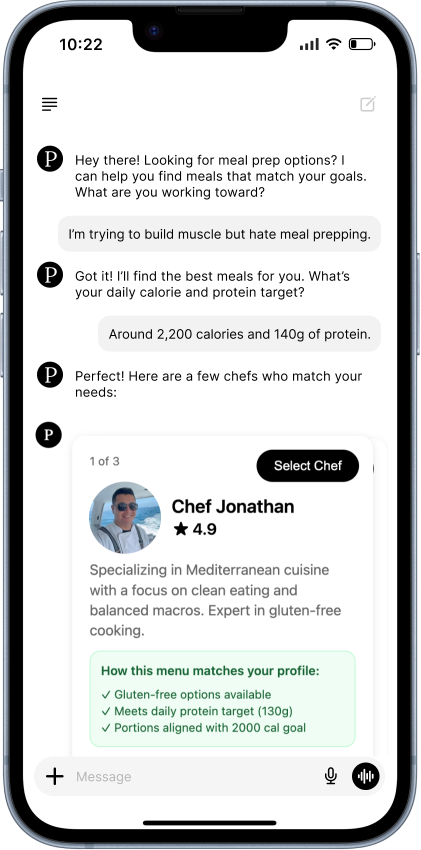 10:22
P
Hey there! Looking for meal prep options? I
can help you find meals that match your goals.
What are you working toward?
I'm trying to build muscle but hate meal prepping.
P
Got it! I'll find the best meals for you. What's
your daily calorie and protein target?
Around 2,200 calories and 140g of protein.
P
Perfect! Here are a few chefs who match your
needs:
P
1 of 3
Select Chef
Chef Jonathan
★ 4.9
Specializing in Mediterranean cuisine
with a focus on clean eating and
balanced macros. Expert in gluten-free
cooking.
How this menu matches your profile:
✓ Gluten-free options available
✓ Meets daily protein target (130g)
✓ Portions aligned with 2000 cal goal
Message